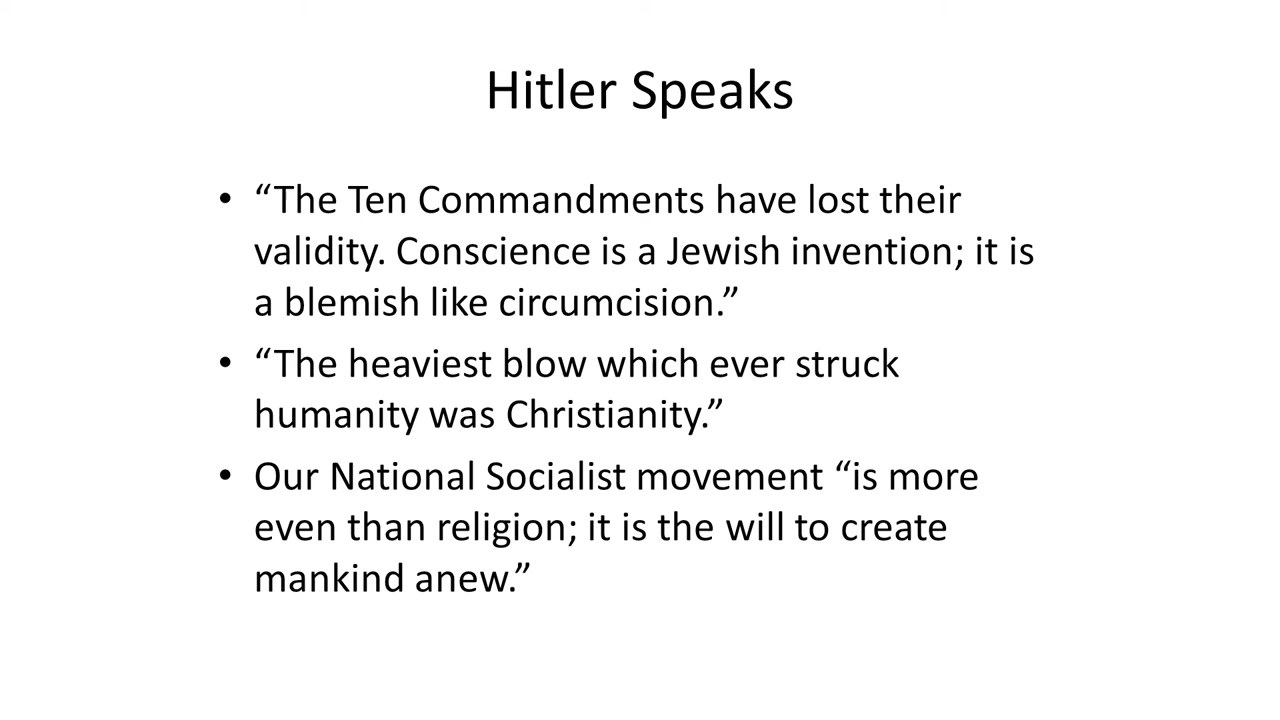 Hitler Speaks
• “The Ten Commandments have lost their
validity. Conscience is a Jewish invention; it is
a blemish like circumcision.”
• “The heaviest blow which ever struck
humanity was Christianity.”
• Our National Socialist movement “is more
even than religion; it is the will to create
mankind anew.”